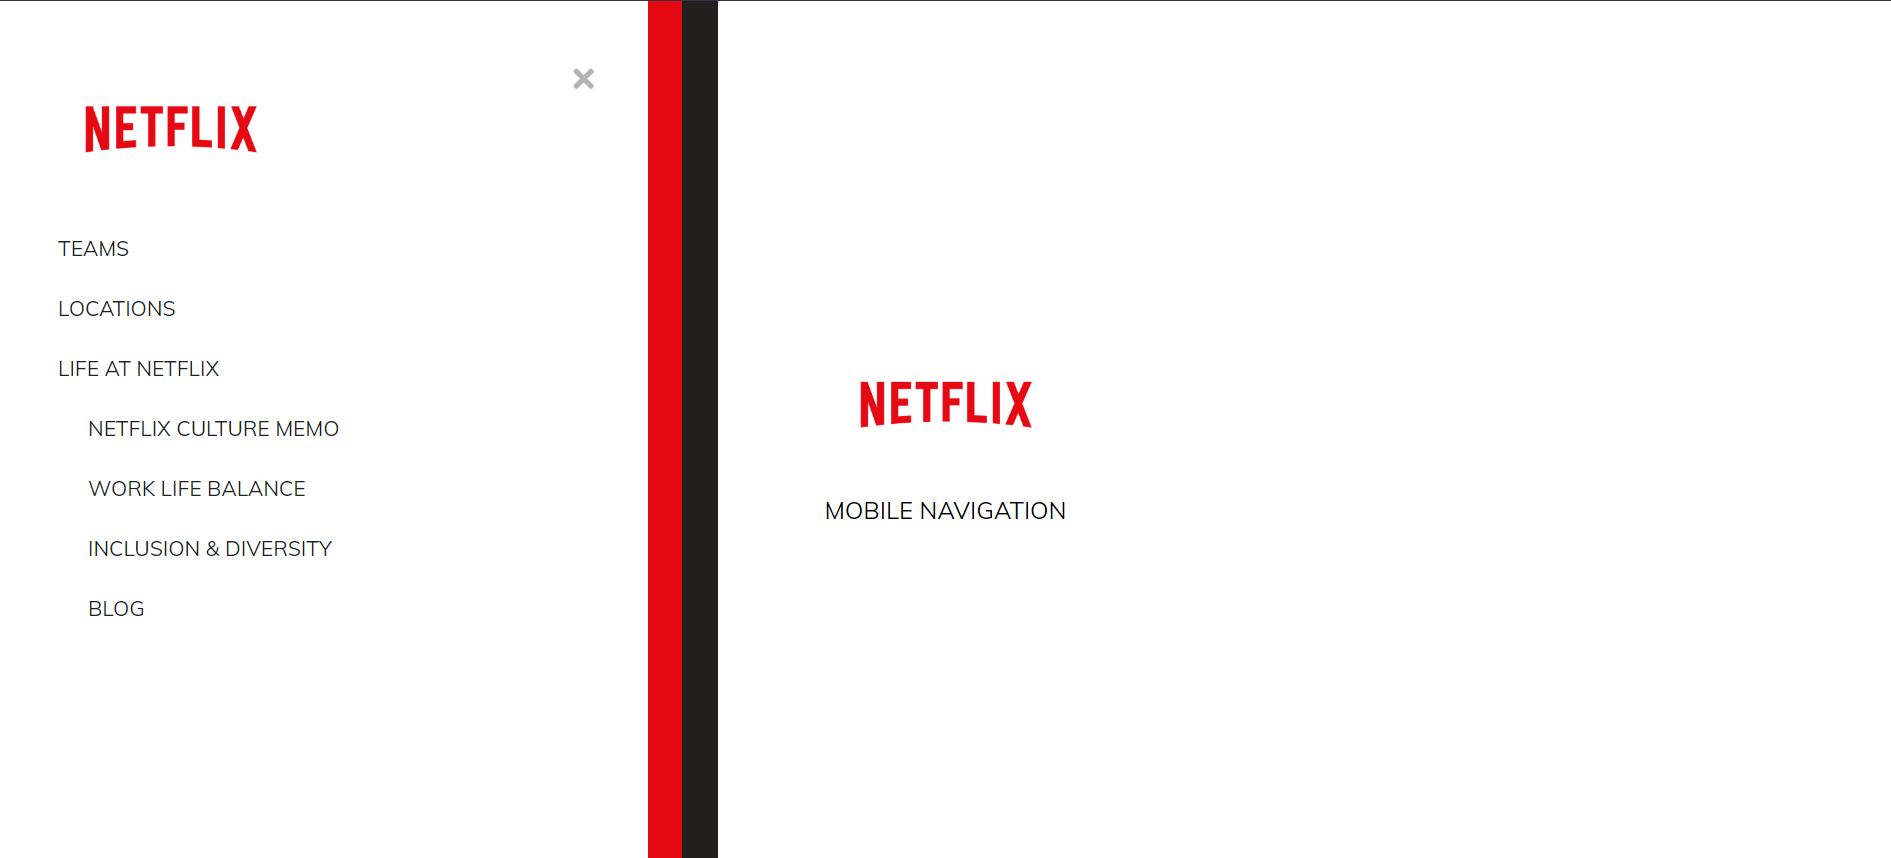 NETFLIX
TEAMS
LOCATIONS
LIFE AT NETFLIX
NETFLIX CULTURE MEMO
WORK LIFE BALANCE
INCLUSION & DIVERSITY
BLOG
NETFLIX
MOBILE NAVIGATION